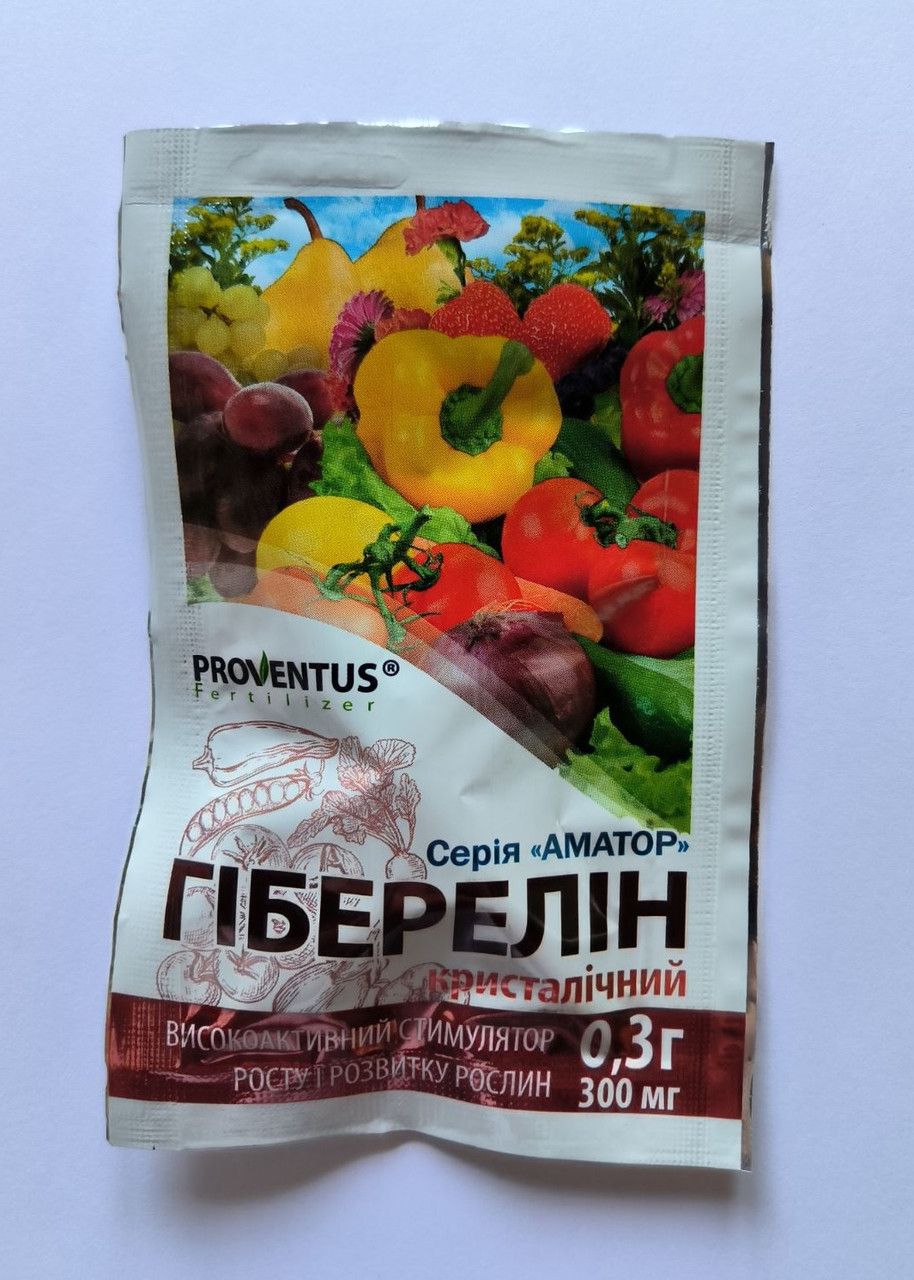 PROVENTUS®
Fertilizer
Серія «АМАТОР»
ГІБЕРЕЛІН
кристалічний
ВИСОКОАКТИВНИЙ СТИМУЛЯТОР
РОСТУ І РОЗВИТКУ РОСЛИН
0,3г
300 мг